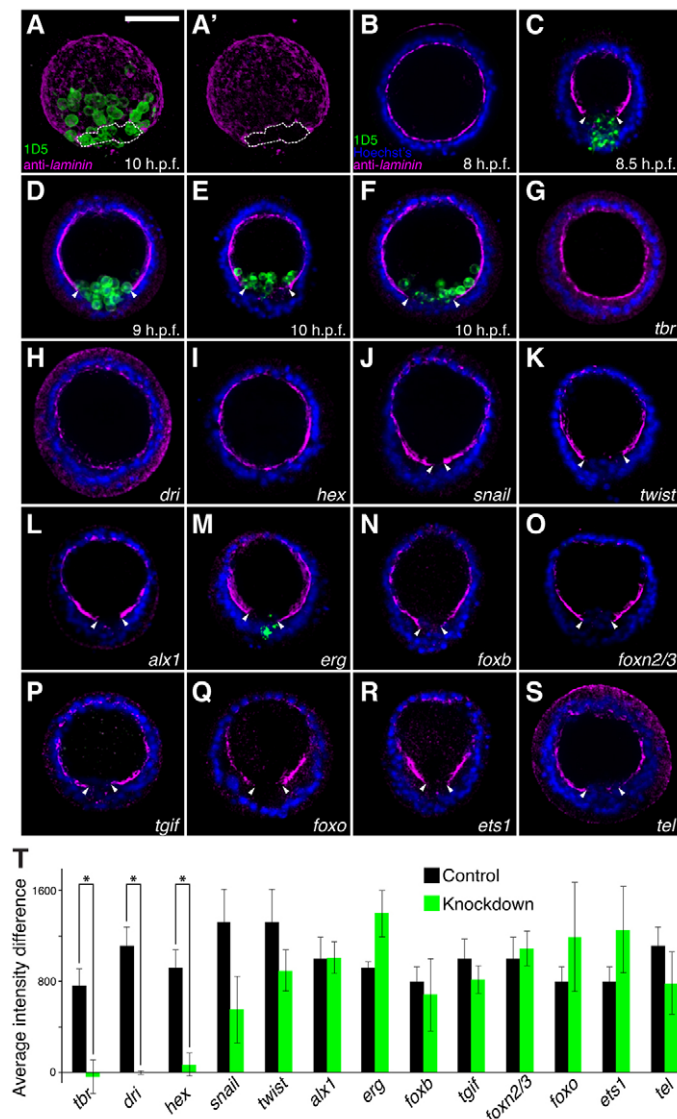 A
1D5
anti-laminin
10 h.p.f.
A'
B
1D5
Hoechst's
anti-laminin
8 h.p.f.
C
8.5 h.p.f.
D
9 h.p.f.
E
10 h.p.f.
F
10 h.p.f.
G
tbr
H
dri
I
hex
J
snail
K
twist
L
alx1
M
erg
N
foxb
O
foxn2/3
P
tgif
Q
foxo
R
ets1
S
tel
T
Average intensity difference
1600
800
0
* * *
Control
Knockdown
tbr dri hex snail twist alx1 erg foxb tgif foxn2/3 foxo ets1 tel